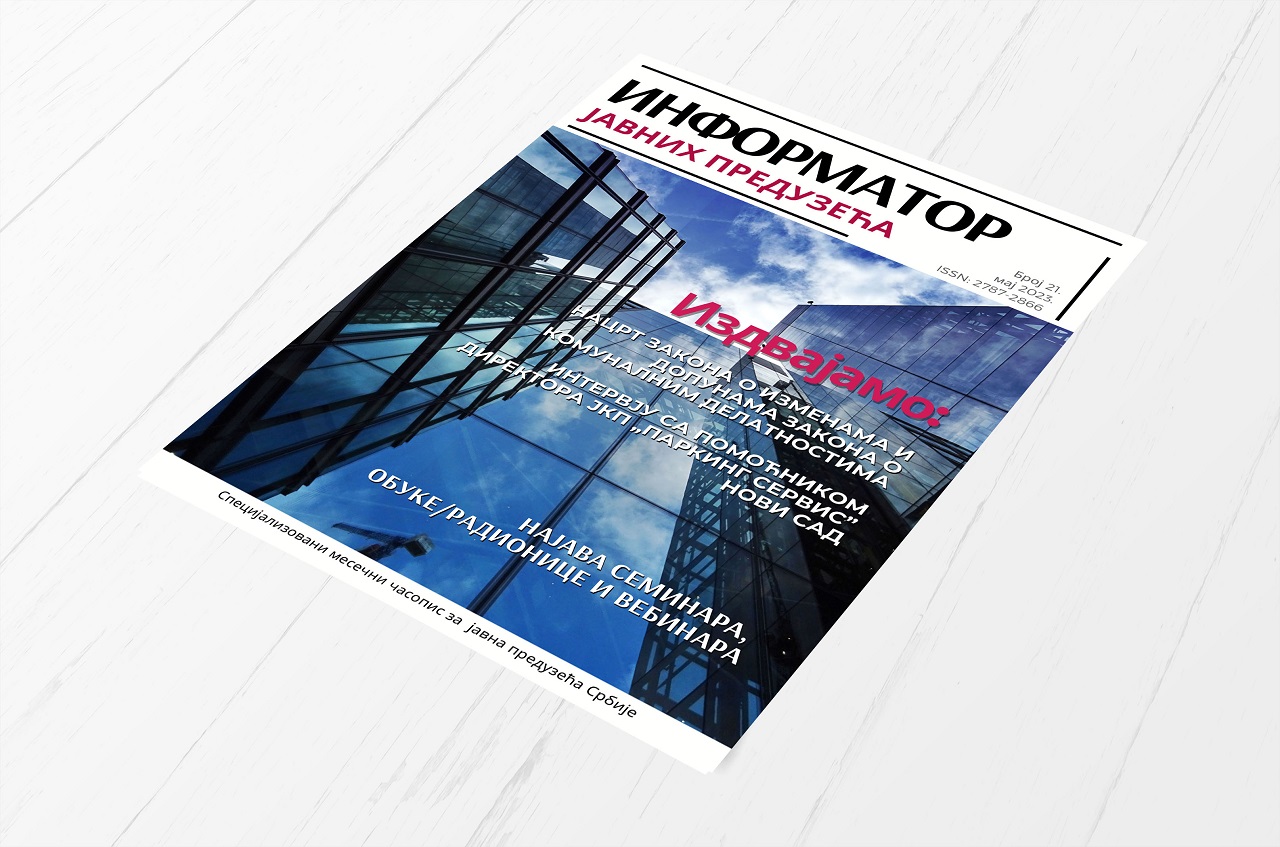 ИНФОРМАТОР
ЈАВНИХ ПРЕДУЗЕЋА
Број 21.
мај 2023.
ISSN: 2787-2866
Издвајамо:
НАЦРТ ЗАКОНА О ИЗМЕНАМА И
ДОПУНАМА ЗАКОНА О
КОМУНАЛНИМ ДЕЛАТНОСТИМА
ИНТЕРВЈУ СА ПОМОЋНИКОМ
ДИРЕКТОРА ЈКП „ПАРКИНГ СЕРВИС”
НОВИ САД
НАЈАВА СЕМИНАРА,
ОБУКЕ/РАДИОНИЦЕ И ВЕБИНАРА
Специјализовани месечни часопис за јавна предузећа Србије